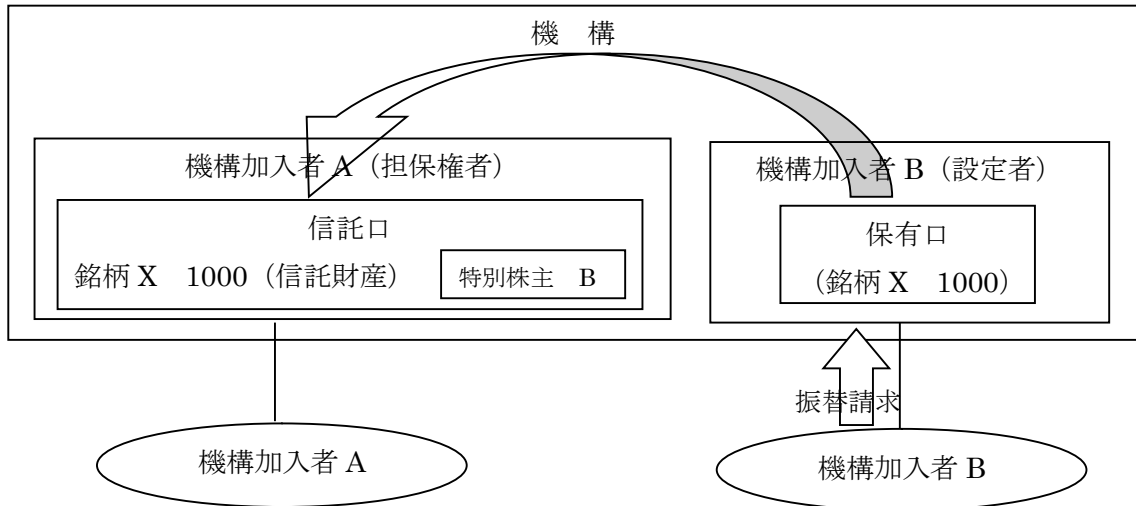 機　構
機構加入者 A（担保権者）
信託口
銘柄 X　1000（信託財産）
特別株主　B
機構加入者 B（設定者）
保有口
（銘柄 X　1000）
振替請求
機構加入者 A
機構加入者 B